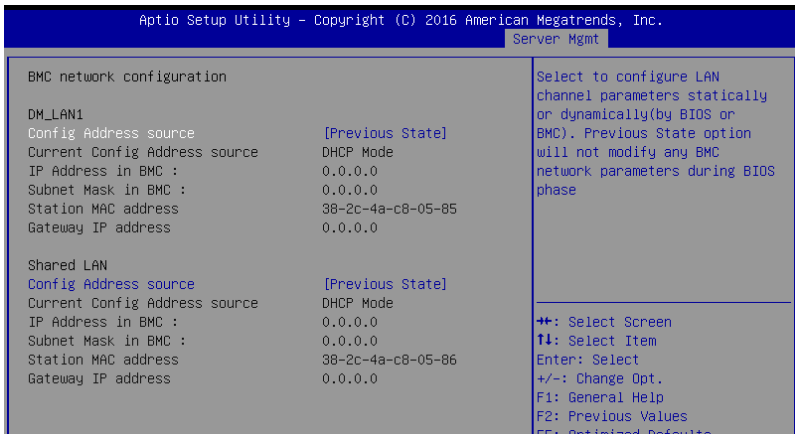 Aptio Setup Utility – Copyright (C) 2016 American Megatrends, Inc.
Server Mgmt
BMC network configuration
DM_LAN1
Config Address source [Previous State]
Current Config Address source DHCP Mode
IP Address in BMC : 0.0.0.0
Subnet Mask in BMC : 0.0.0.0
Station MAC address 38-2c-4a-c8-05-85
Gateway IP address 0.0.0.0
Shared LAN
Config Address source [Previous State]
Current Config Address source DHCP Mode
IP Address in BMC : 0.0.0.0
Subnet Mask in BMC : 0.0.0.0
Station MAC address 38-2c-4a-c8-05-86
Gateway IP address 0.0.0.0
Select to configure LAN
channel parameters statically
or dynamically(by BIOS or
BMC). Previous State option
will not modify any BMC
network parameters during BIOS
phase
→←: Select Screen
↑↓: Select Item
Enter: Select
+/-: Change Opt.
F1: General Help
F2: Previous Values
F5: Optimized Defaults